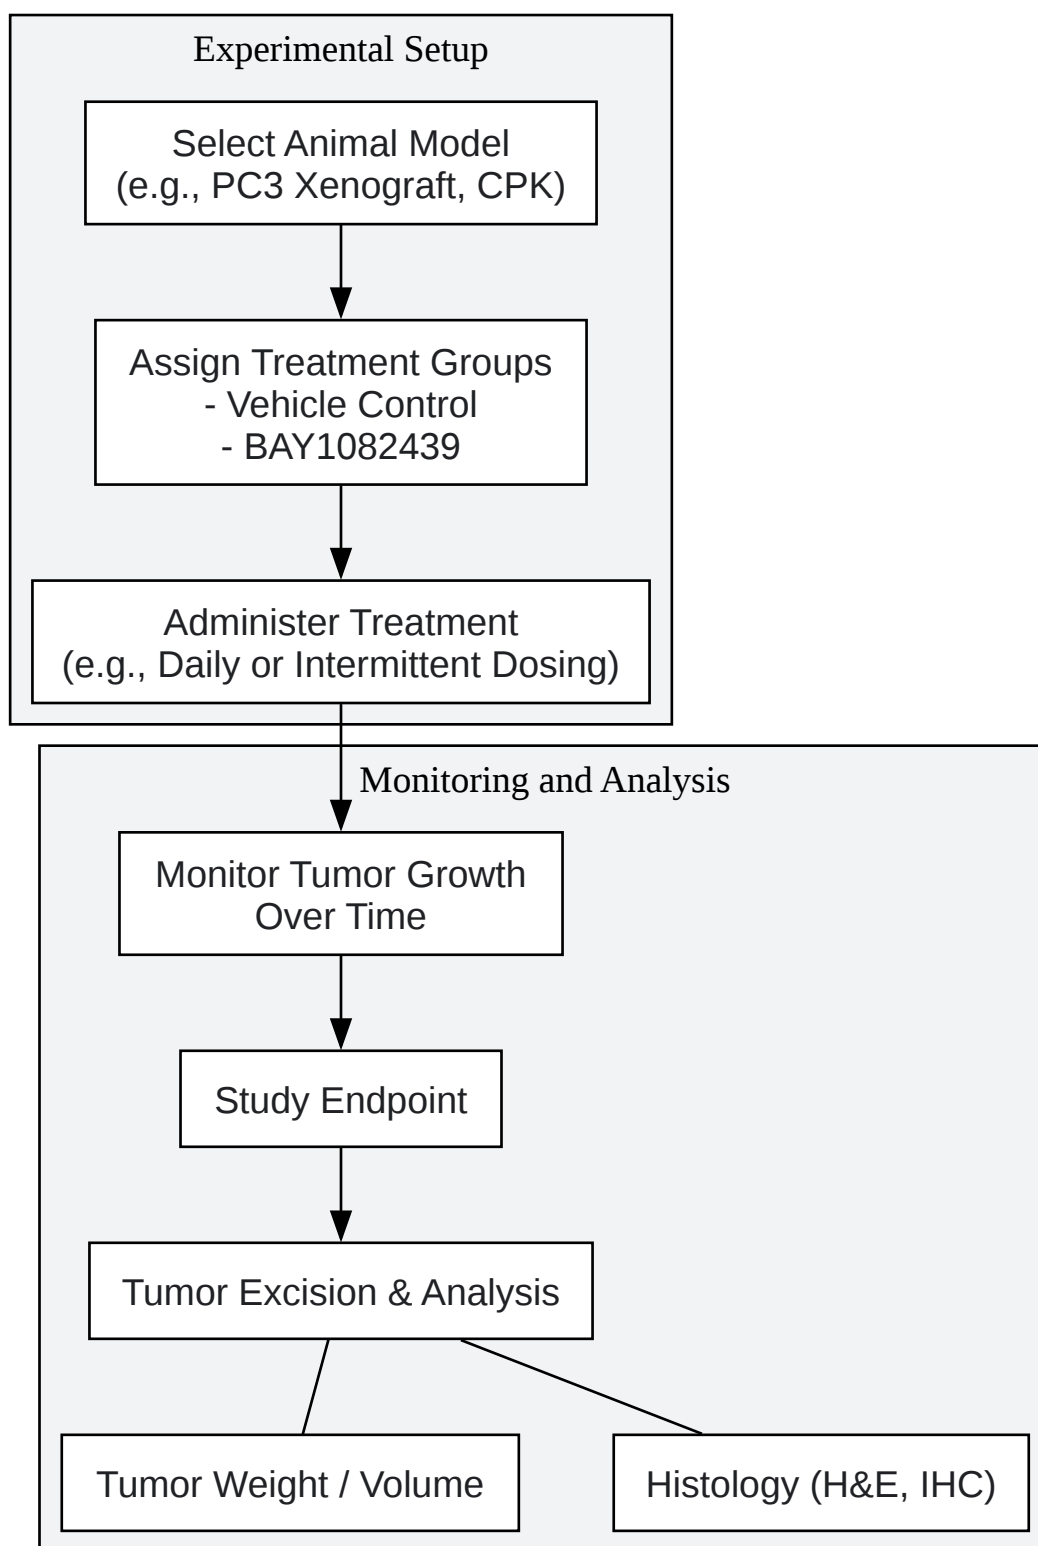 Experimental Setup
Select Animal Model
(e.g., PC3 Xenograft, CPK)
Assign Treatment Groups
- Vehicle Control
- BAY1082439
Administer Treatment
(e.g., Daily or Intermittent Dosing)
Monitoring and Analysis
Monitor Tumor Growth
Over Time
Study Endpoint
Tumor Excision & Analysis
Tumor Weight / Volume
Histology (H&E, IHC)